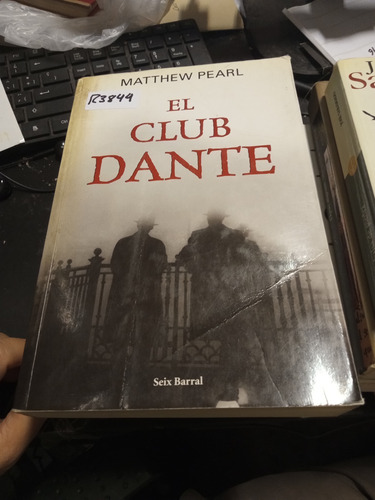 MATTHEW PEARL
R3849
EL
CLUB
DANTE
Seix Barral